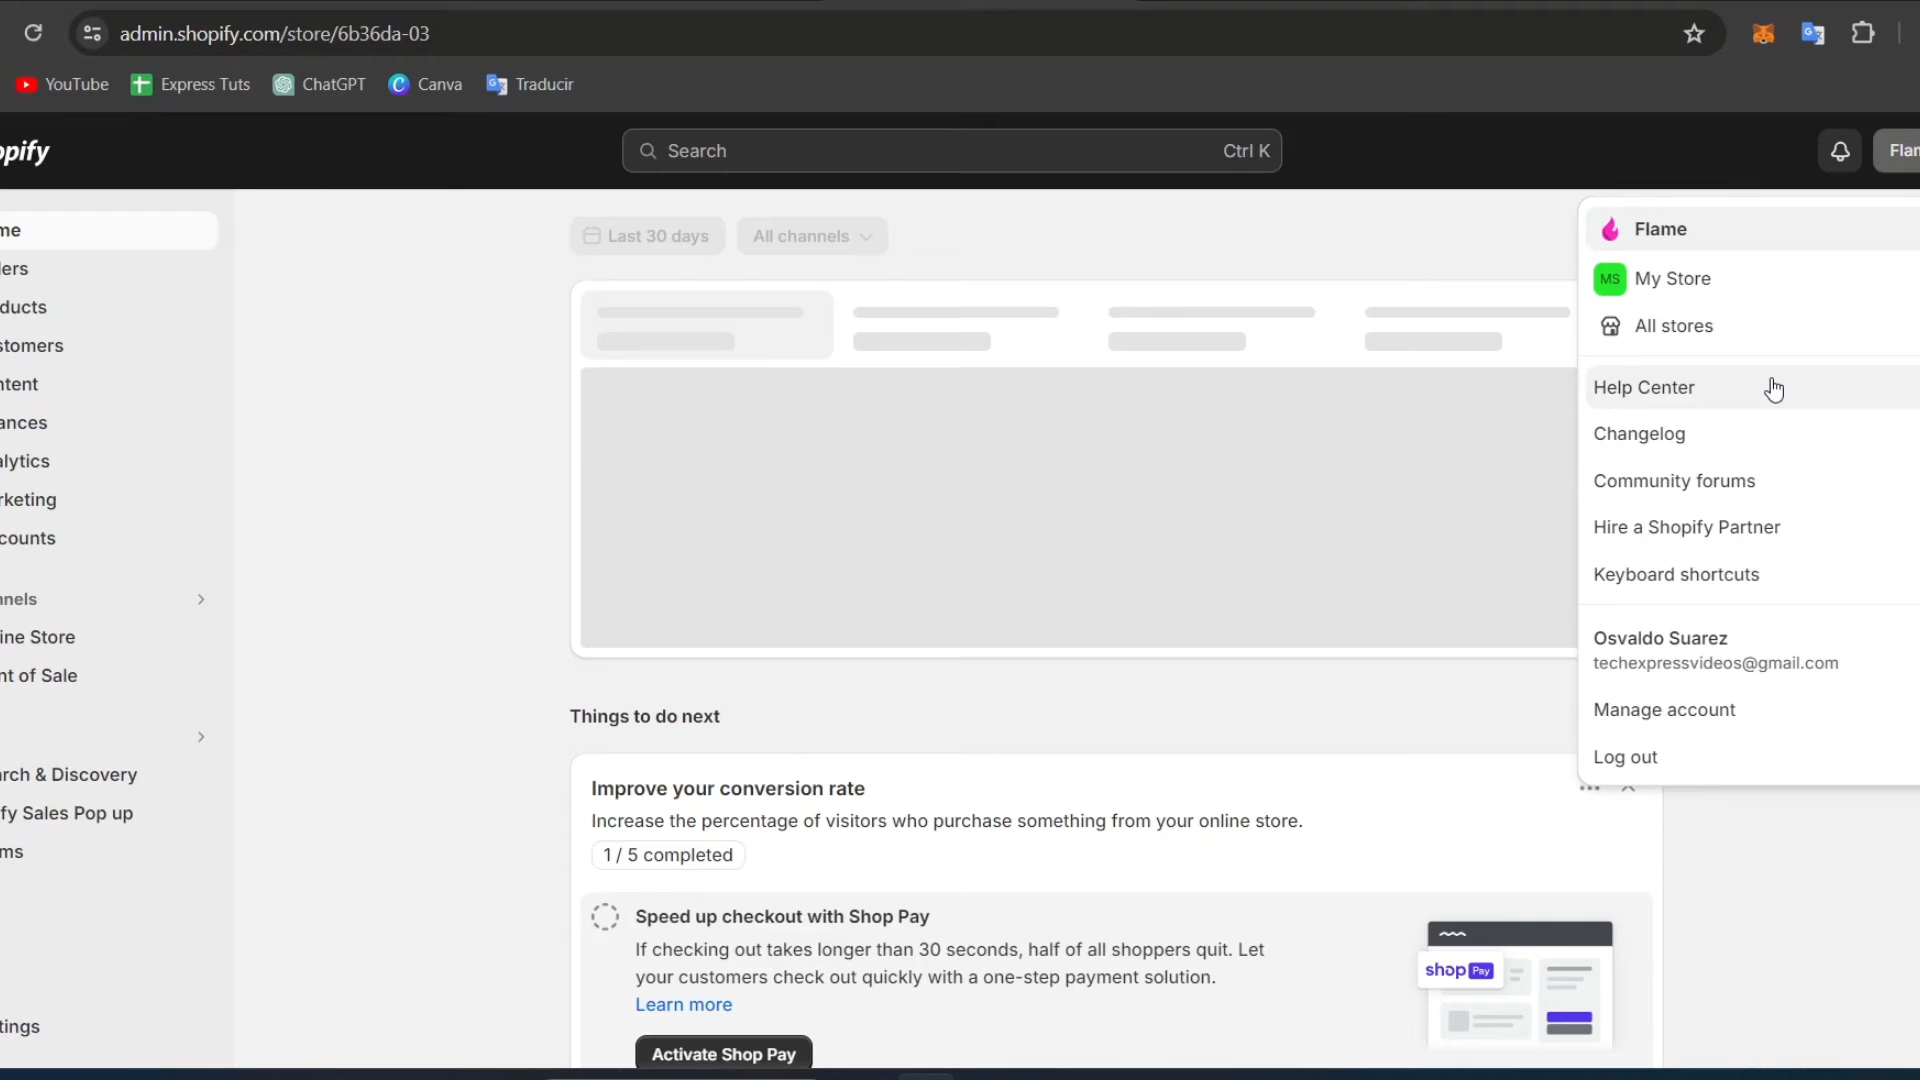 admin.shopify.com/store/6b36da-03
YouTube
Express Tuts
ChatGPT
Canva
Traducir
opify
Search
Ctrl K
Flam
me
ers
ducts
stomers
ntent
ances
alytics
rketing
counts
nnels
ine Store
nt of Sale
arch & Discovery
fy Sales Pop up
ms
tings
Last 30 days
All channels
Things to do next
Improve your conversion rate
Increase the percentage of visitors who purchase something from your online store.
1 / 5 completed
Speed up checkout with Shop Pay
If checking out takes longer than 30 seconds, half of all shoppers quit. Let
your customers check out quickly with a one-step payment solution.
Learn more
Activate Shop Pay
shop Pay
Flame
MS My Store
All stores
Help Center
Changelog
Community forums
Hire a Shopify Partner
Keyboard shortcuts
Osvaldo Suarez
techexpressvideos@gmail.com
Manage account
Log out